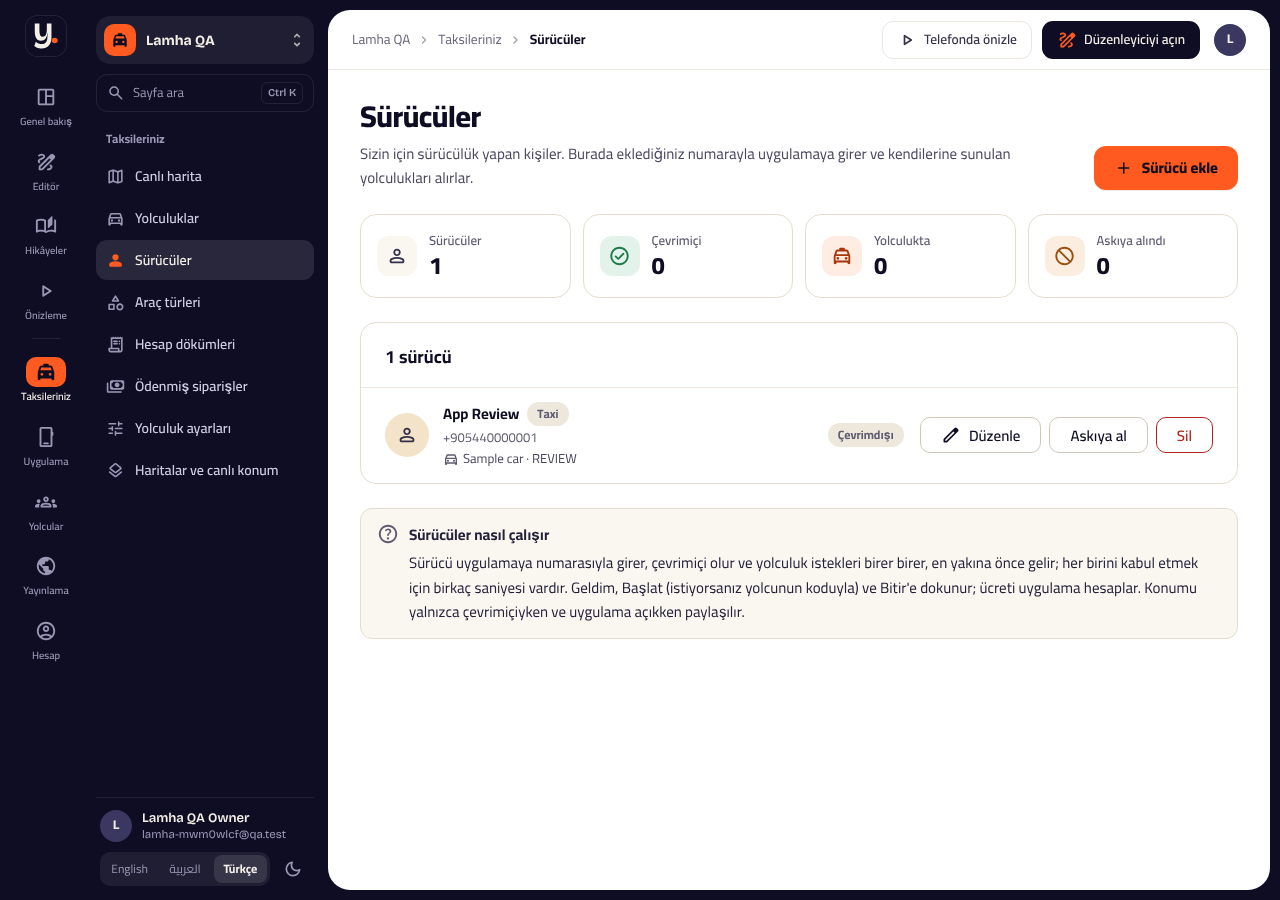 y.
Genel bakış
Editör
Hikâyeler
Önizleme
Taksileriniz
Uygulama
Yolcular
Yayınlama
Hesap
Lamha QA
Sayfa ara
Ctrl K
Taksileriniz
Canlı harita
Yolculuklar
Sürücüler
Araç türleri
Hesap dökümleri
Ödenmiş siparişler
Yolculuk ayarları
Haritalar ve canlı konum
L
Lamha QA Owner
lamha-mwm0wlcf@qa.test
English
العربية
Türkçe
Lamha QA
Taksileriniz
Sürücüler
Telefonda önizle
Düzenleyiciyi açın
L
Sürücüler
Sizin için sürücülük yapan kişiler. Burada eklediğiniz numarayla uygulamaya girer ve kendilerine sunulan
yolculukları alırlar.
Sürücü ekle
Sürücüler
1
Çevrimiçi
0
Yolculukta
0
Askıya alındı
0
1 sürücü
App Review
Taxi
+905440000001
Sample car · REVIEW
Çevrimdışı
Düzenle
Askıya al
Sil
Sürücüler nasıl çalışır
Sürücü uygulamaya numarasıyla girer, çevrimiçi olur ve yolculuk istekleri birer birer, en yakına önce gelir; her birini kabul etmek
için birkaç saniyesi vardır. Geldim, Başlat (istiyorsanız yolcunun koduyla) ve Bitir'e dokunur; ücreti uygulama hesaplar. Konumu
yalnızca çevrimiçiyken ve uygulama açıkken paylaşılır.